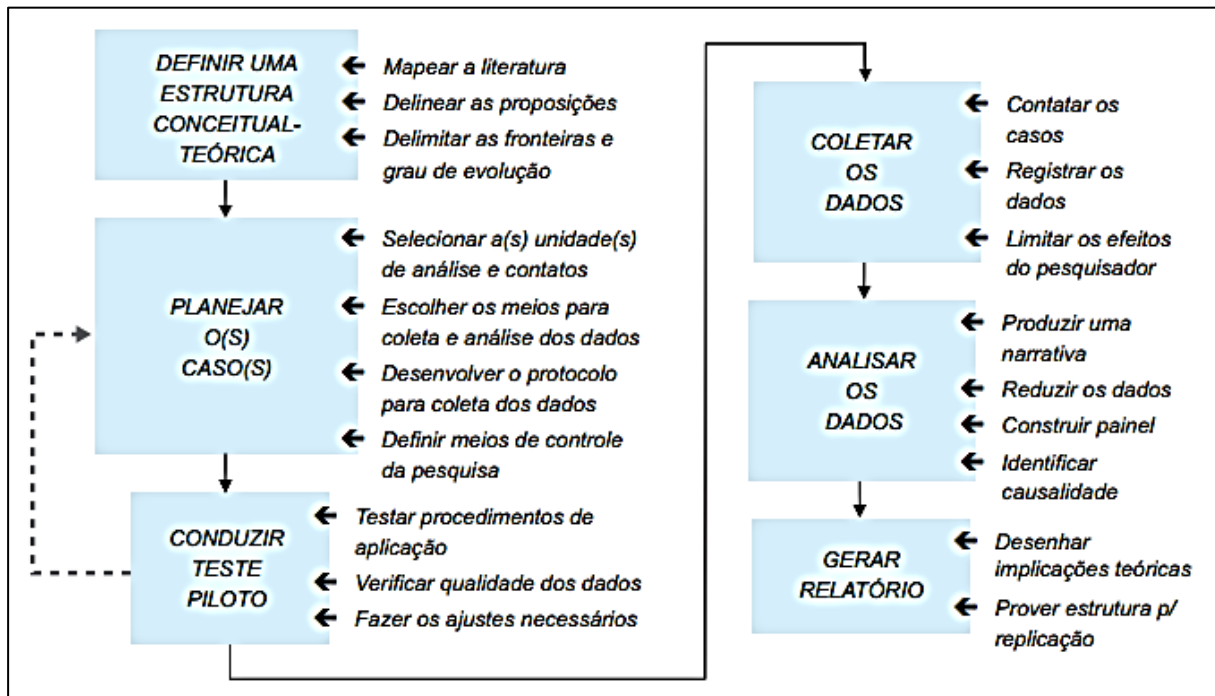 DEFINIR UMA
ESTRUTURA
CONCEITUAL-
TEÓRICA
Mapear a literatura
Delinear as proposições
Delimitar as fronteiras e
grau de evolução
PLANEJAR
O(S)
CASO(S)
Selecionar a(s) unidade(s)
de análise e contatos
Escolher os meios para
coleta e análise dos dados
Desenvolver o protocolo
para coleta dos dados
Definir meios de controle
da pesquisa
CONDUZIR
TESTE
PILOTO
Testar procedimentos de
aplicação
Verificar qualidade dos dados
Fazer os ajustes necessários
COLETAR
OS
DADOS
Contatar os
casos
Registrar os
dados
Limitar os efeitos
do pesquisador
ANALISAR
OS
DADOS
Produzir uma
narrativa
Reduzir os dados
Construir painel
Identificar
causalidade
GERAR
RELATÓRIO
Desenhar
implicações teóricas
Prover estrutura p/
replicação